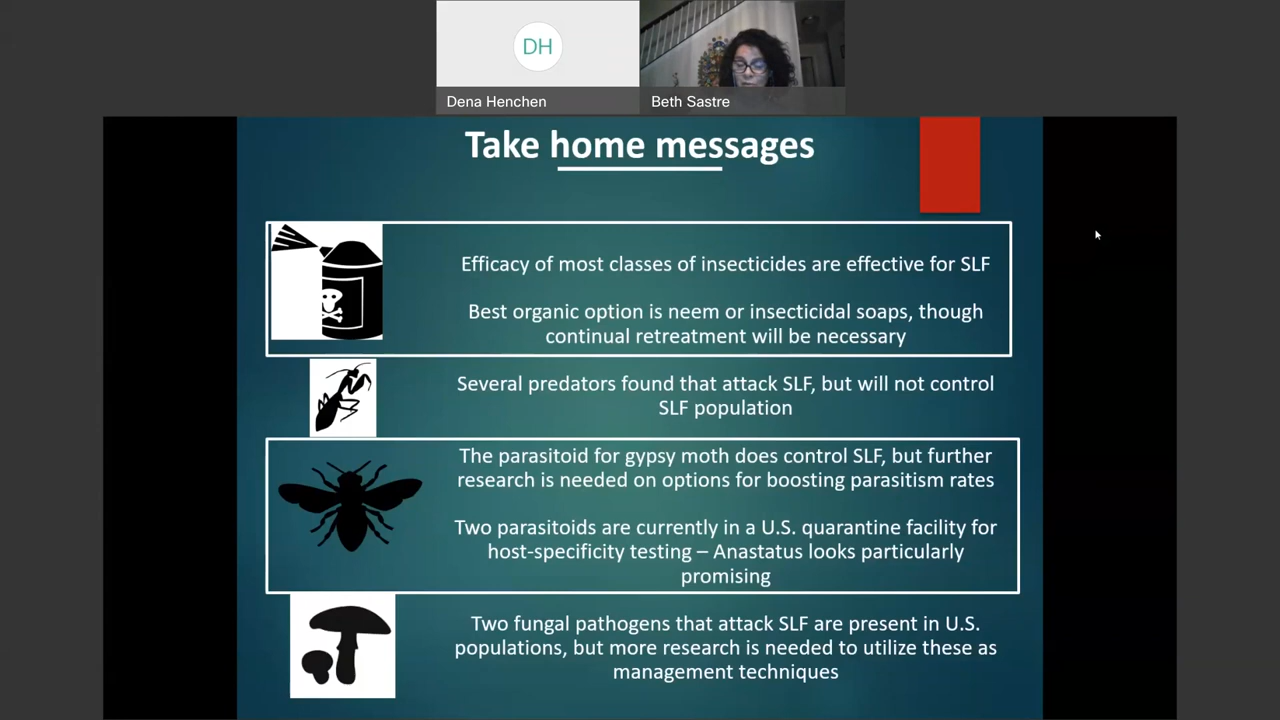 DH
Dena Henchen
Beth Sastre
Take home messages
Efficacy of most classes of insecticides are effective for SLF
Best organic option is neem or insecticidal soaps, though
continual retreatment will be necessary
Several predators found that attack SLF, but will not control
SLF population
The parasitoid for gypsy moth does control SLF, but further
research is needed on options for boosting parasitism rates
Two parasitoids are currently in a U.S. quarantine facility for
host-specificity testing – Anastatus looks particularly
promising
Two fungal pathogens that attack SLF are present in U.S.
populations, but more research is needed to utilize these as
management techniques